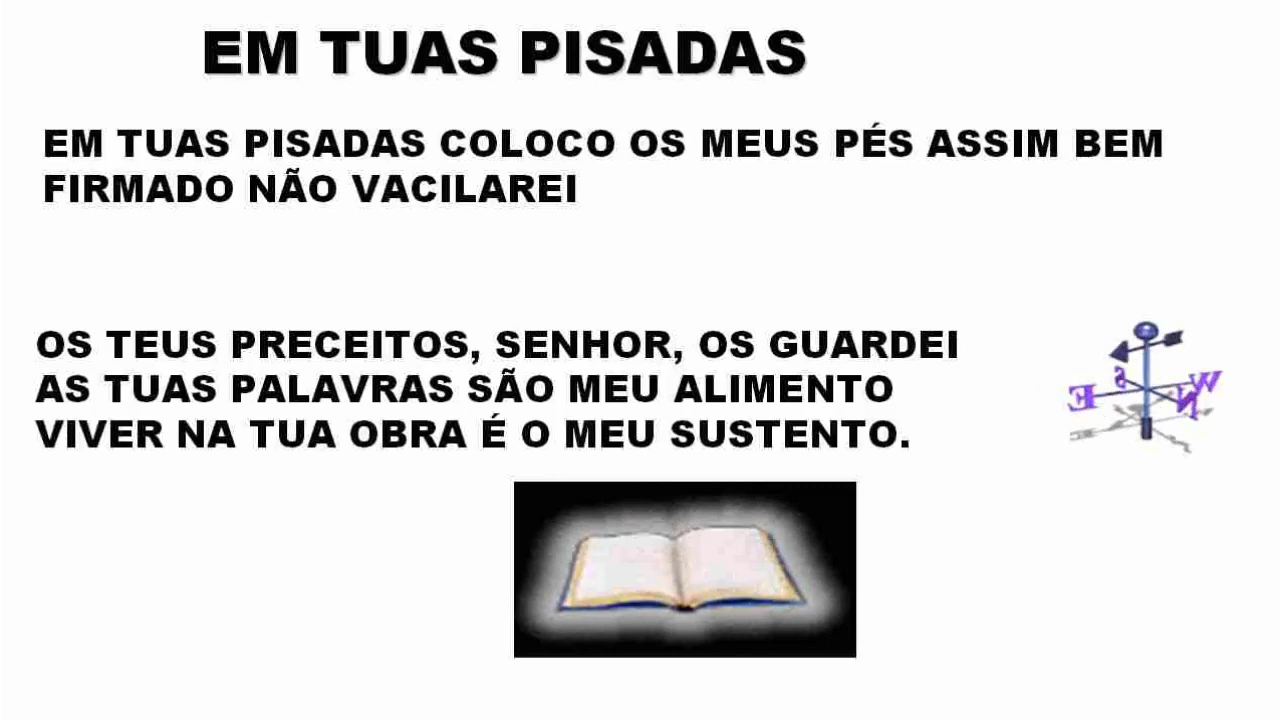 EM TUAS PISADAS
EM TUAS PISADAS COLOCO OS MEUS PÉS ASSIM BEM
FIRMADO NÃO VACILAREI
OS TEUS PRECEITOS, SENHOR, OS GUARDEI
AS TUAS PALAVRAS SÃO MEU ALIMENTO
VIVER NA TUA OBRA É O MEU SUSTENTO.
S
W
E
N